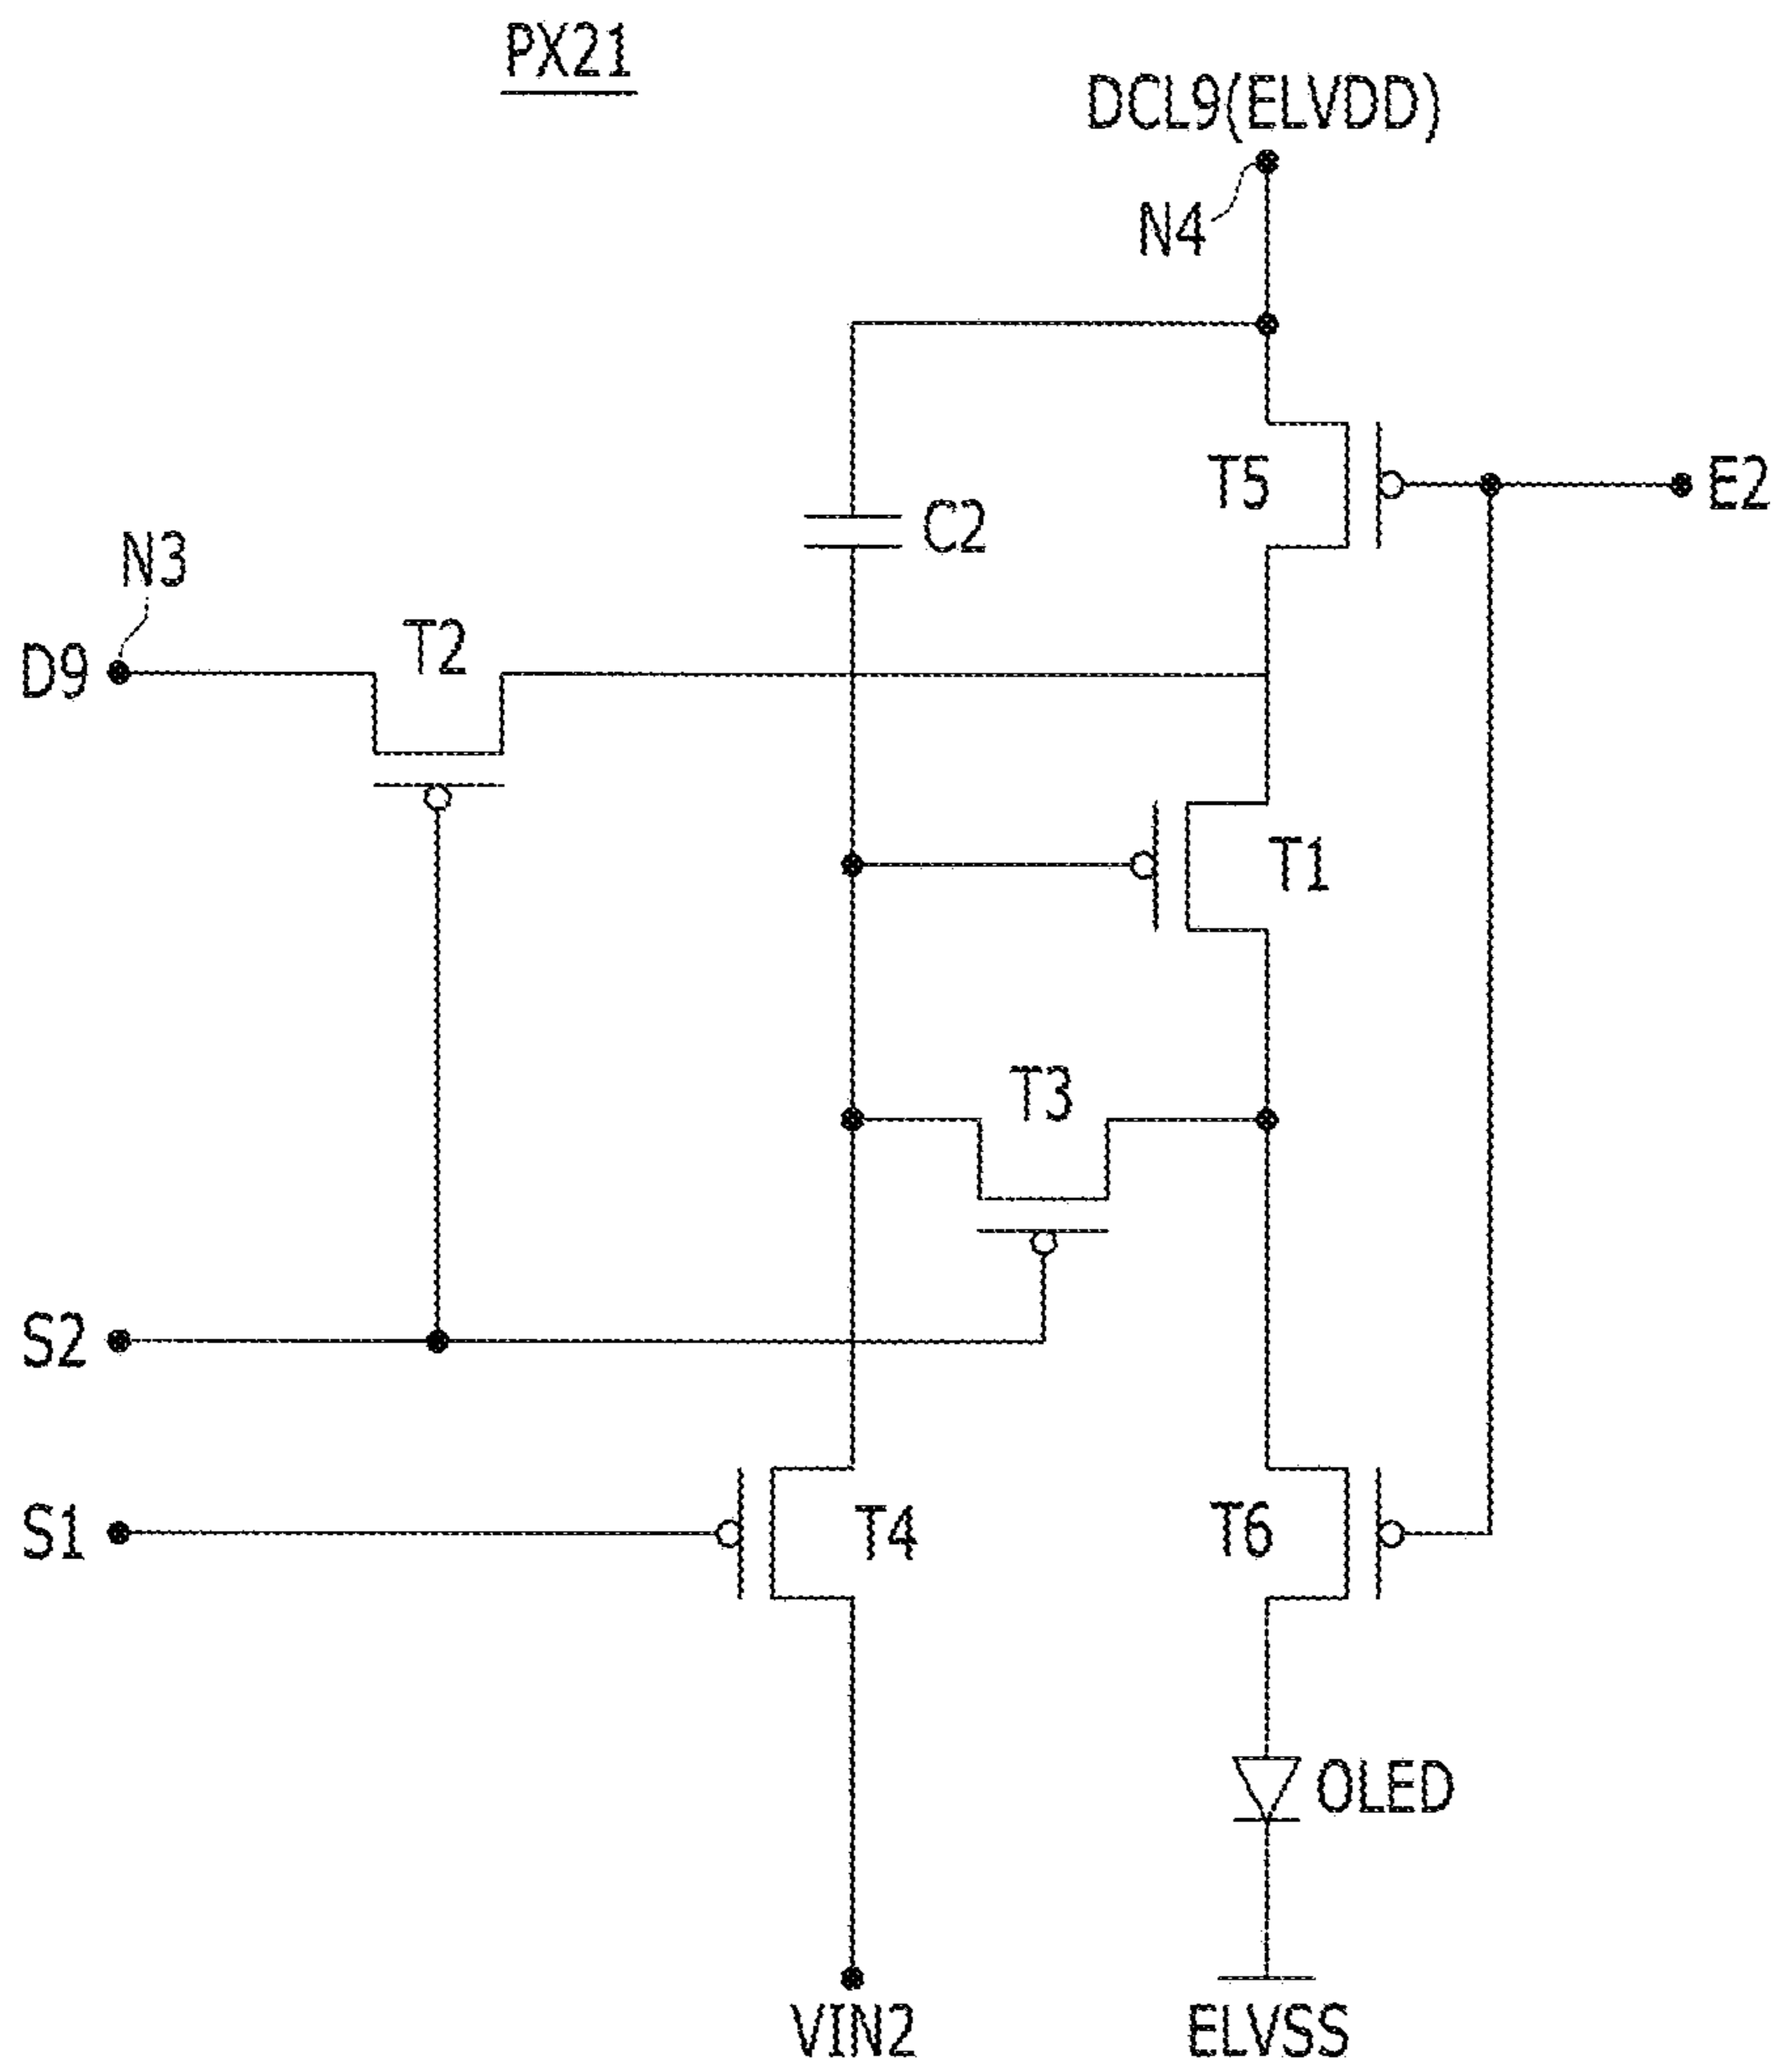 PX21
DCL9(ELVDD)
N4
T5
E2
C2
N3
T2
D9
T1
T3
S2
S1
T4
T6
OLED
VIN2
ELVSS